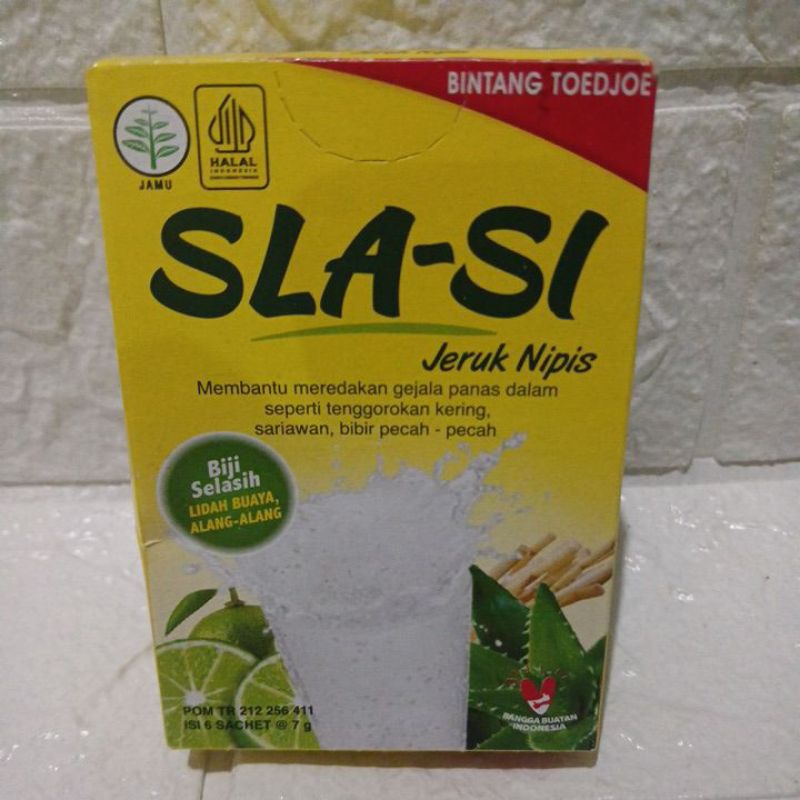 BINTANG TOEDJOE
JAMU
HALAL
INDONESIA
SLA-SI
Jeruk Nipis
Membantu meredakan gejala panas dalam
seperti tenggorokan kering,
sariawan, bibir pecah - pecah
Biji
Selasih
LIDAH BUAYA,
ALANG-ALANG
POM TR 212 256 411
ISI 6 SACHET @ 7 g
BANGGA BUATAN
INDONESIA